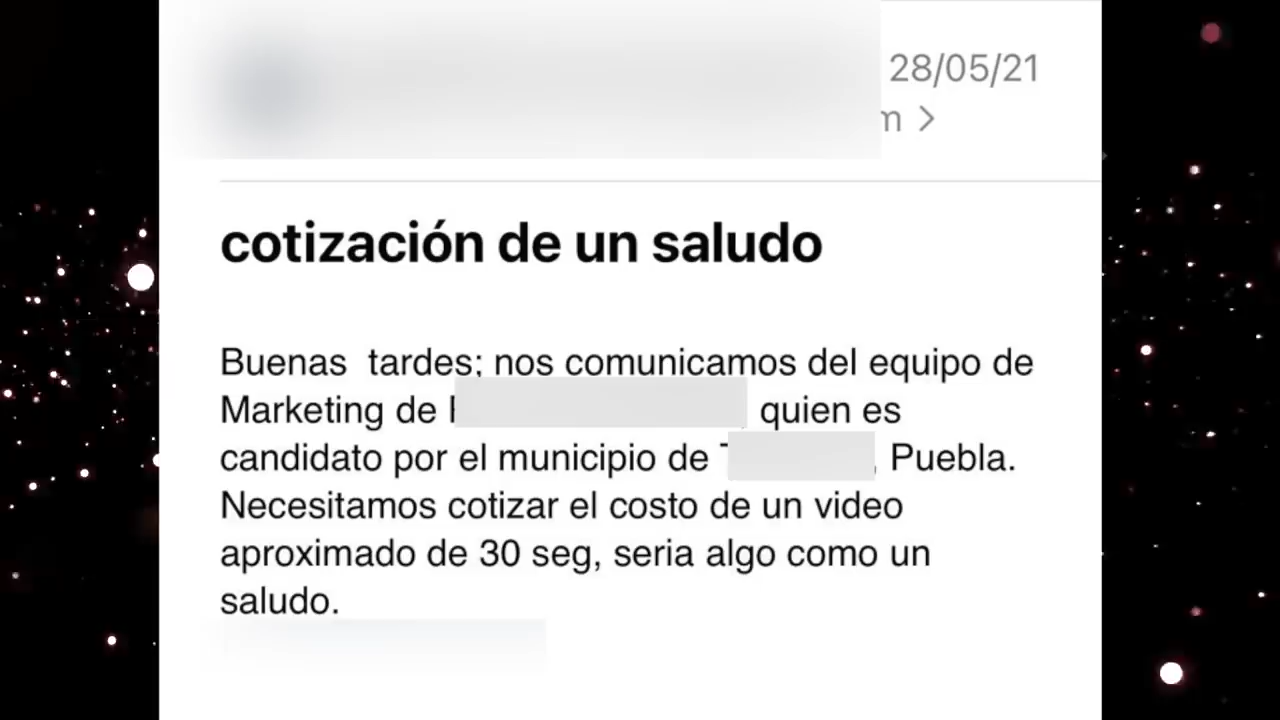 28/05/21
m >
cotización de un saludo
Buenas tardes; nos comunicamos del equipo de
Marketing de quien es
candidato por el municipio de , Puebla.
Necesitamos cotizar el costo de un video
aproximado de 30 seg, seria algo como un
saludo.